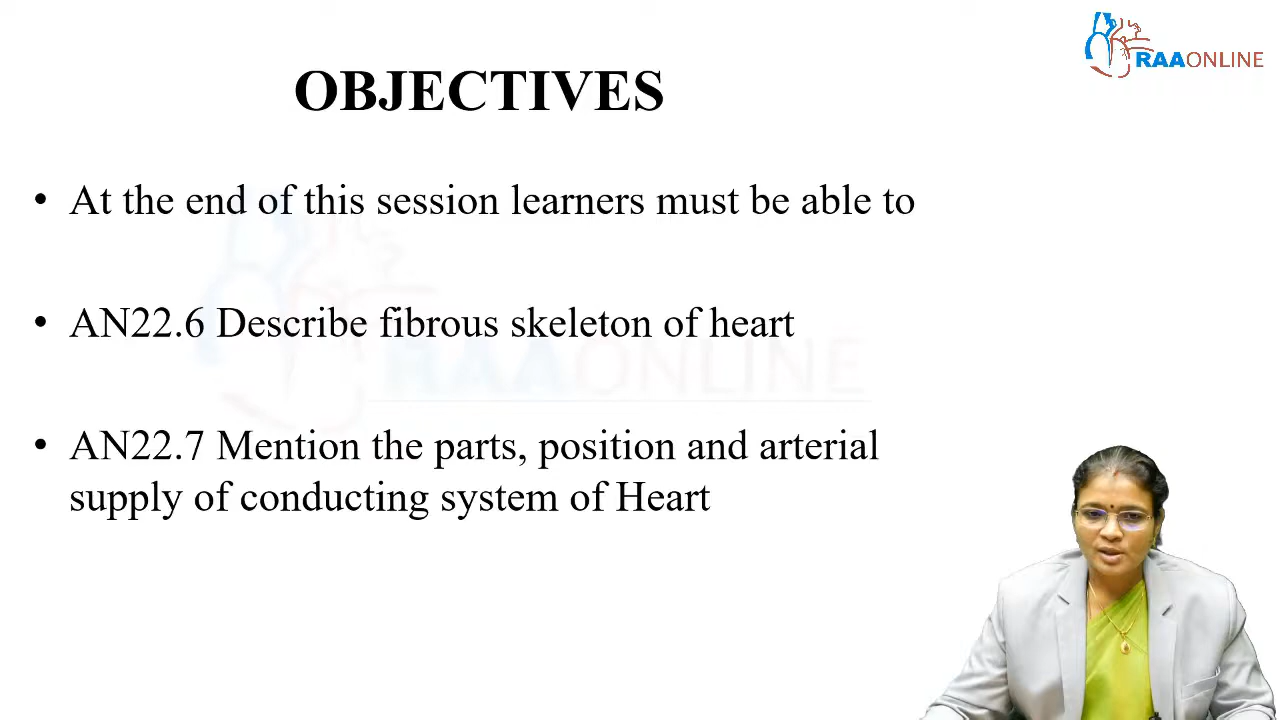 RAAONLINE
OBJECTIVES
• At the end of this session learners must be able to
• AN22.6 Describe fibrous skeleton of heart
RAAONLINE
• AN22.7 Mention the parts, position and arterial
supply of conducting system of Heart